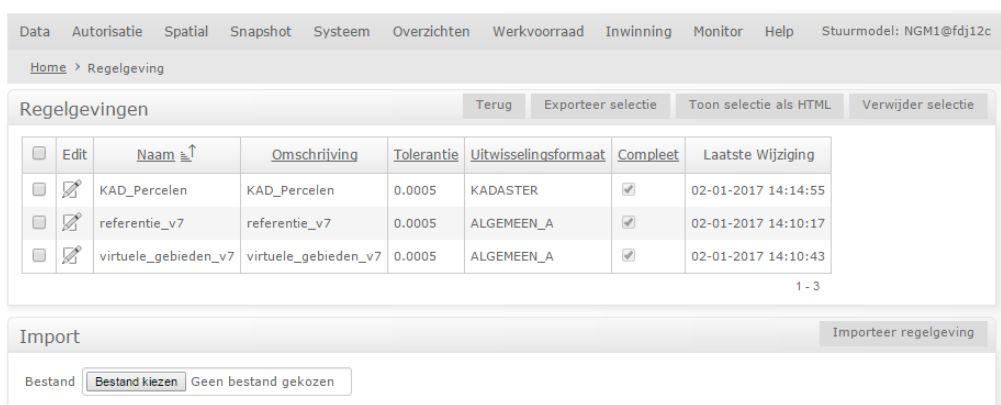 Data Autorisatie Spatial Snapshot Systeem Overzichten Werkvoorraad Inwinning Monitor Help Stuurmodel: NGM1@fdj12c
Home > Regelgeving
Regelgevingen Terug Exporteer selectie Toon selectie als HTML Verwijder selectie
Edit Naam Omschrijving Tolerantie Uitwisselingsformaat Compleet Laatste Wijziging
KAD_Percelen KAD_Percelen 0.0005 KADASTER 02-01-2017 14:14:55
referentie_v7 referentie_v7 0.0005 ALGEMEEN_A 02-01-2017 14:10:17
virtuele_gebieden_v7 virtuele_gebieden_v7 0.0005 ALGEMEEN_A 02-01-2017 14:10:43
1 - 3
Import Importeer regelgeving
Bestand Bestand kiezen Geen bestand gekozen